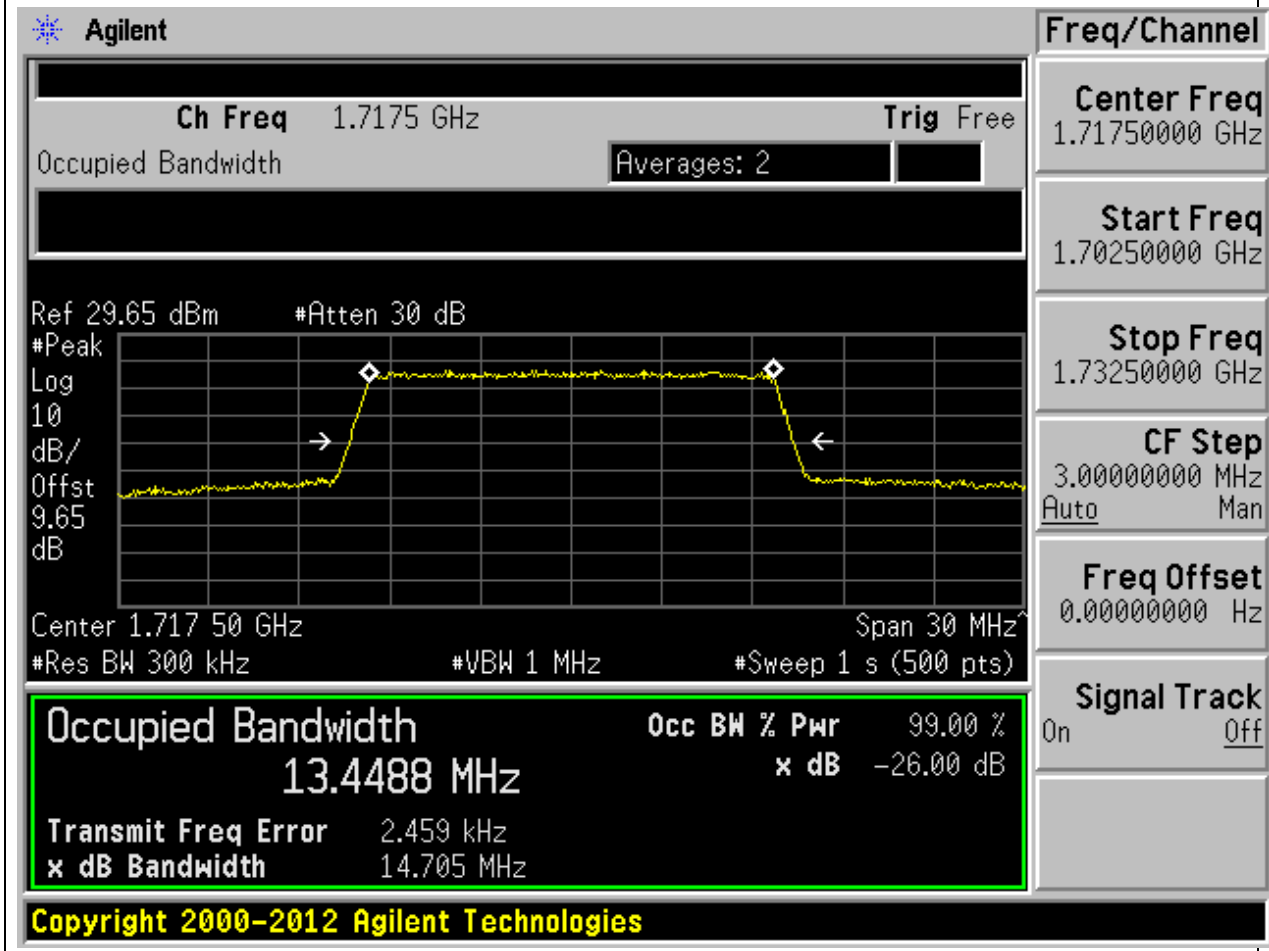 Agilent
Freq/Channel
Ch Freq 1.7175 GHz Trig Free
Occupied Bandwidth Averages: 2
Ref 29.65 dBm #Atten 30 dB
#Peak
Log
10
dB/
Offst
9.65
dB
Center 1.717 50 GHz Span 30 MHz^
#Res BW 300 kHz #VBW 1 MHz #Sweep 1 s (500 pts)
Occupied Bandwidth
13.4488 MHz
Occ BW % Pwr 99.00 %
x dB -26.00 dB
Transmit Freq Error 2.459 kHz
x dB Bandwidth 14.705 MHz
Center Freq
1.71750000 GHz
Start Freq
1.70250000 GHz
Stop Freq
1.73250000 GHz
CF Step
3.00000000 MHz
Auto Man
Freq Offset
0.00000000 Hz
Signal Track
On Off
Copyright 2000-2012 Agilent Technologies